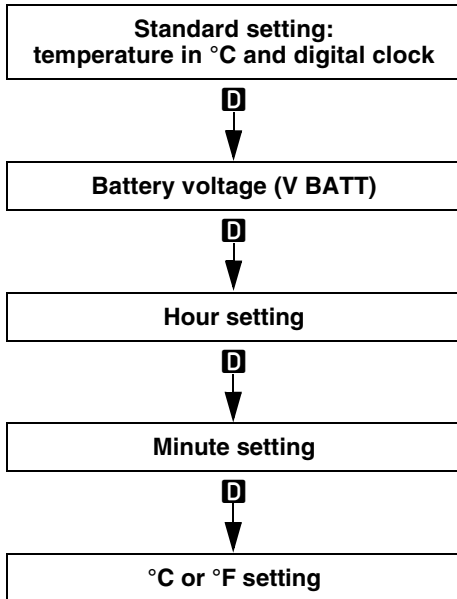 Standard setting:
temperature in °C and digital clock
D
Battery voltage (V BATT)
D
Hour setting
D
Minute setting
D
°C or °F setting